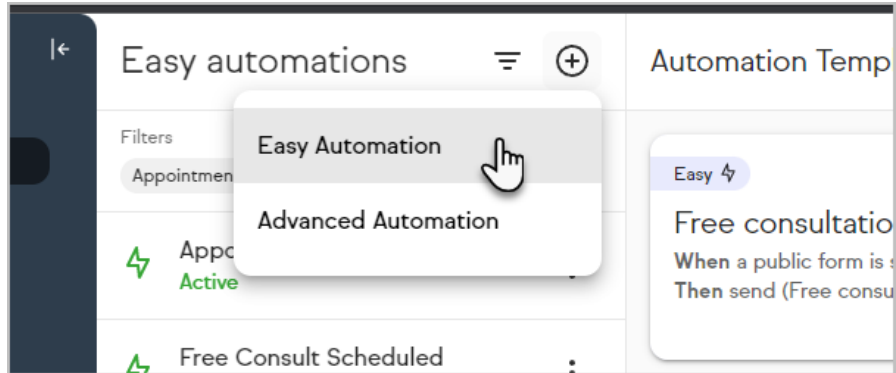 Easy automations
Automation Temp
Filters
Easy Automation
Appointmen
Advanced Automation
Easy
Free consultatio
When a public form is
Then send (Free consu
Appo
Active
Free Consult Scheduled